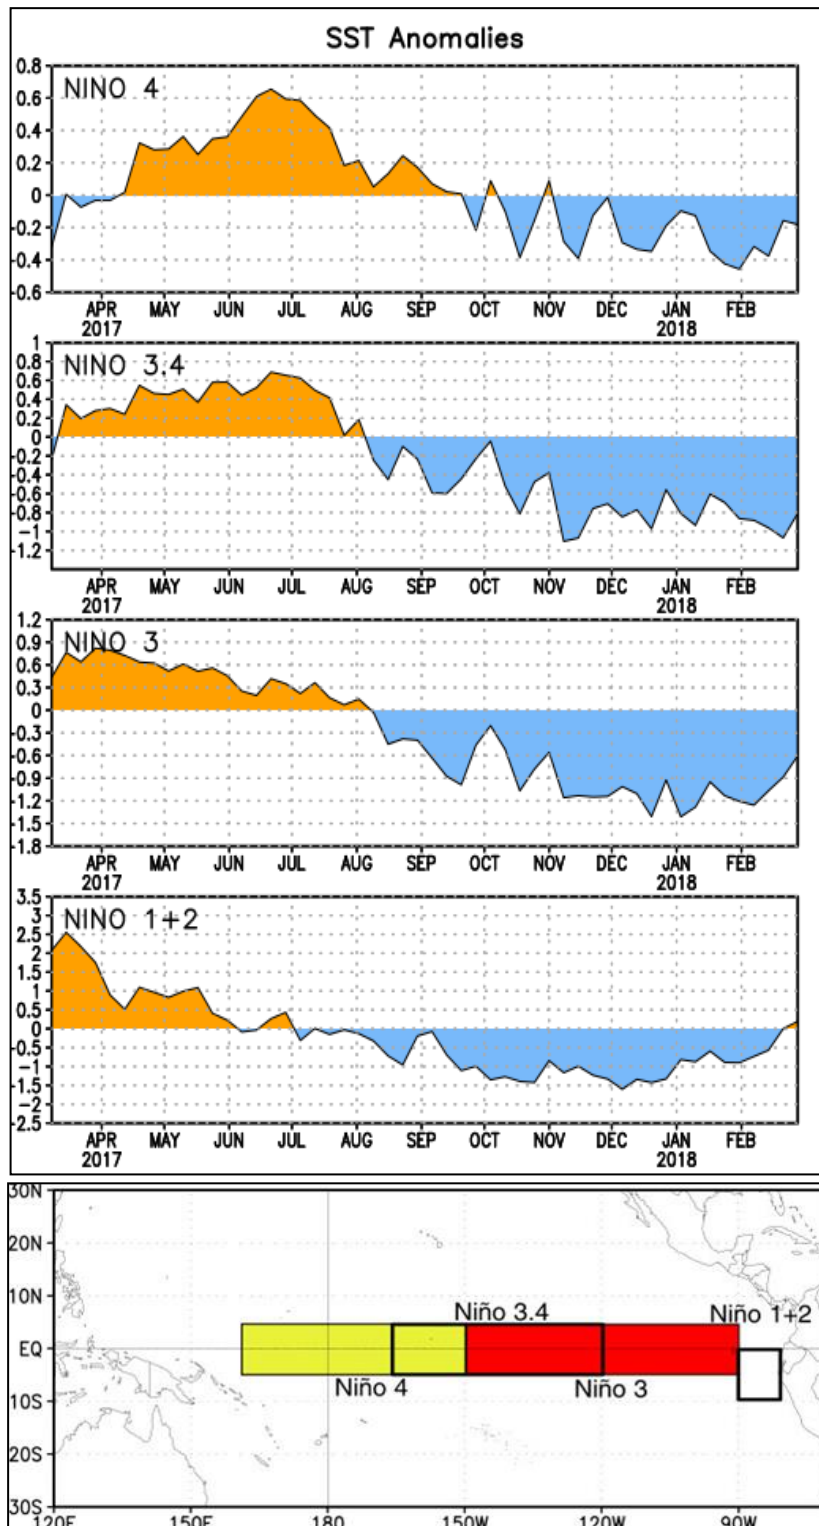 SST Anomalies
NINO 4
0.8
0.6
0.4
0.2
0
-0.2
-0.4
-0.6
APR MAY JUN JUL AUG SEP OCT NOV DEC JAN FEB
2017 2018
NINO 3.4
1
0.8
0.6
0.4
0.2
0
-0.2
-0.4
-0.6
-0.8
-1
-1.2
APR MAY JUN JUL AUG SEP OCT NOV DEC JAN FEB
2017 2018
NINO 3
1.2
0.9
0.6
0.3
0
-0.3
-0.6
-0.9
-1.2
-1.5
-1.8
APR MAY JUN JUL AUG SEP OCT NOV DEC JAN FEB
2017 2018
NINO 1+2
3.5
3
2.5
2
1.5
1
0.5
0
-0.5
-1
-1.5
-2
-2.5
APR MAY JUN JUL AUG SEP OCT NOV DEC JAN FEB
2017 2018
30N
20N
10N
EQ
10S
20S
30S
Niño 3.4
Niño 1+2
Niño 4
Niño 3
120E 150E 180 150W 120W 90W